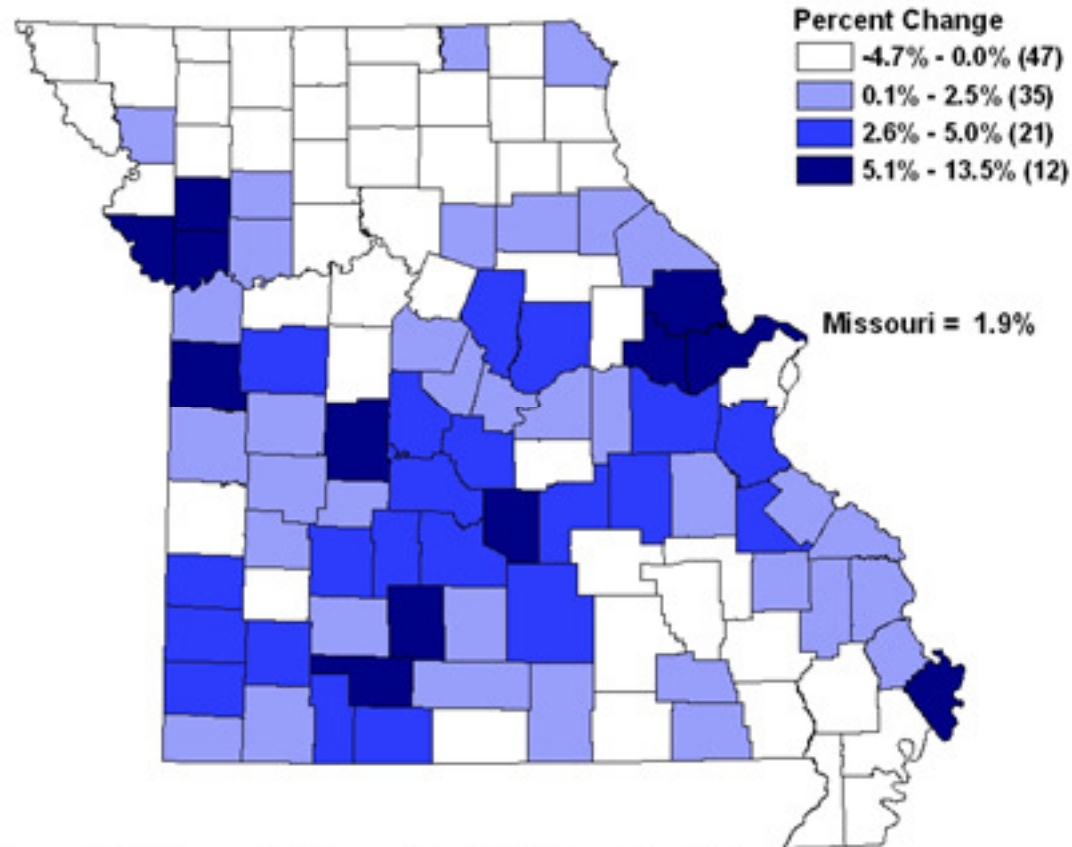 Percent Change
-4.7% - 0.0% (47)
0.1% - 2.5% (35)
2.6% - 5.0% (21)
5.1% - 13.5% (12)
Missouri = 1.9%